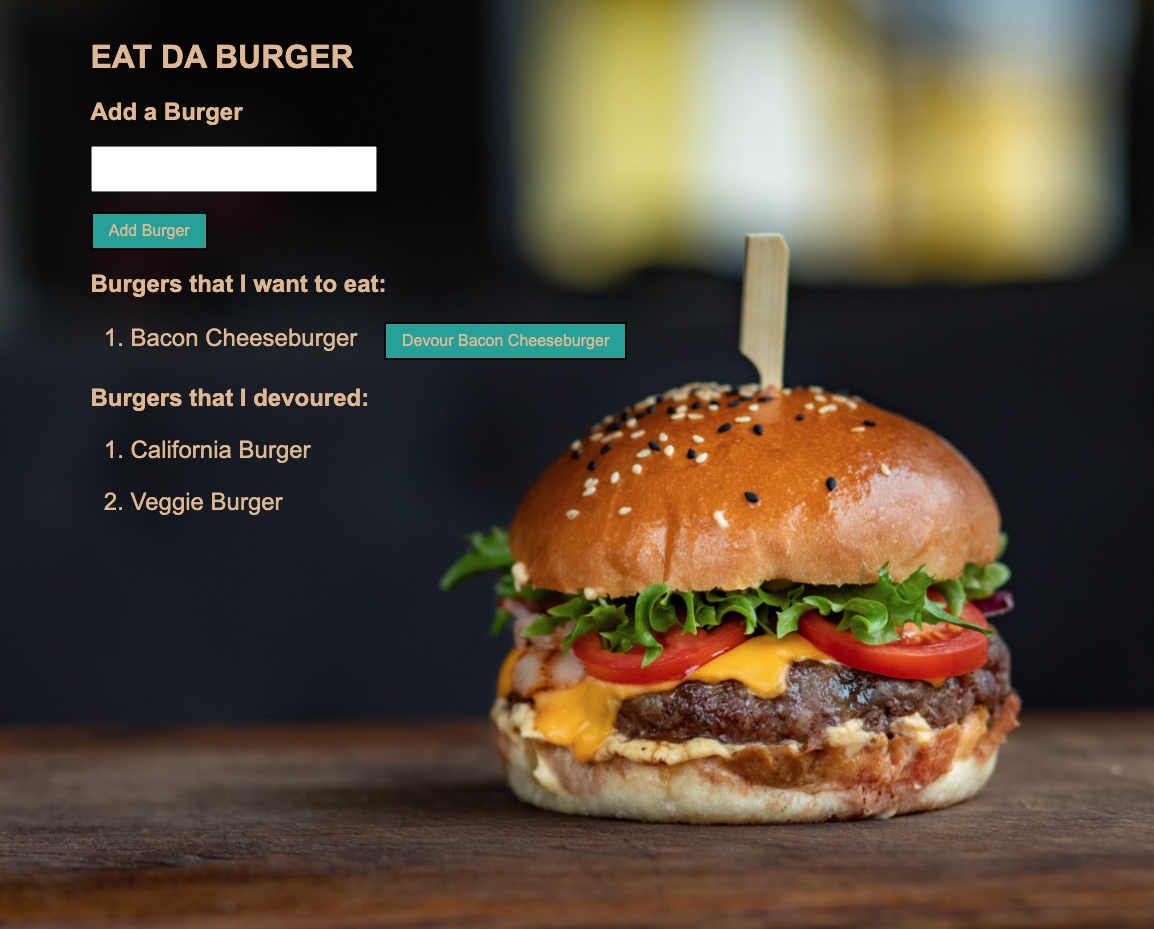 EAT DA BURGER
Add a Burger
Add Burger
Burgers that I want to eat:
1. Bacon Cheeseburger Devour Bacon Cheeseburger
Burgers that I devoured:
1. California Burger
2. Veggie Burger